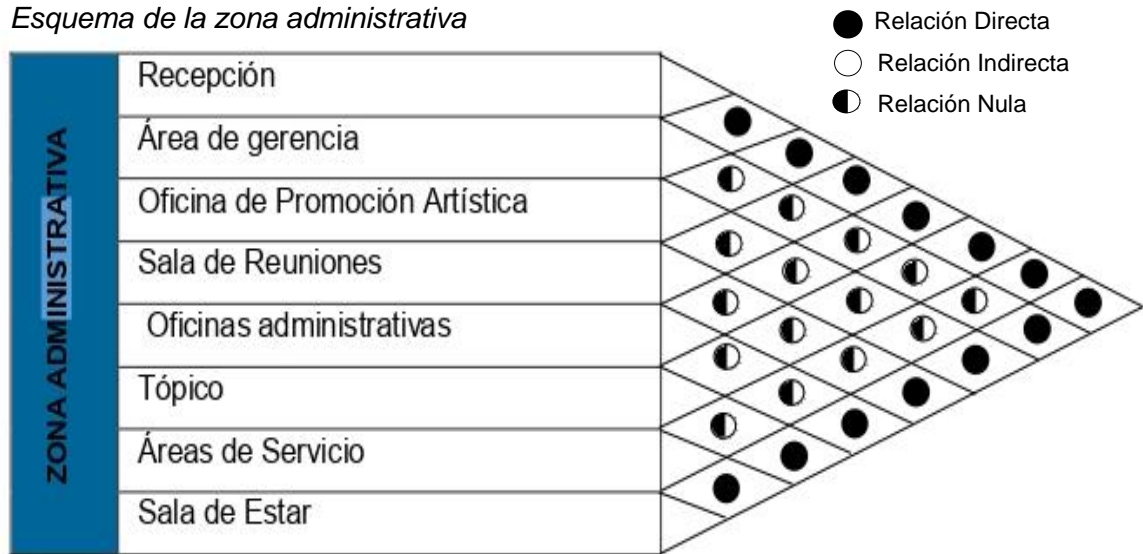 Esquema de la zona administrativa
Relación Directa
Relación Indirecta
Relación Nula
ZONA ADMINISTRATIVA
Recepción
Área de gerencia
Oficina de Promoción Artística
Sala de Reuniones
Oficinas administrativas
Tópico
Áreas de Servicio
Sala de Estar